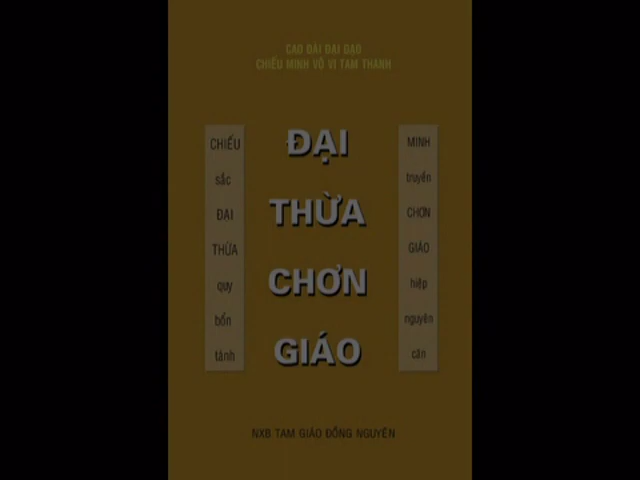 CAO ĐÀI ĐẠI ĐẠO
CHIẾU MINH VÔ VI TAM THANH
CHIẾU
sắc
ĐẠI
THỪA
quy
bổn
tánh
ĐẠI
THỪA
CHƠN
GIÁO
MINH
truyền
CHƠN
GIÁO
hiệp
nguyên
căn
NXB TAM GIÁO ĐỒNG NGUYÊN